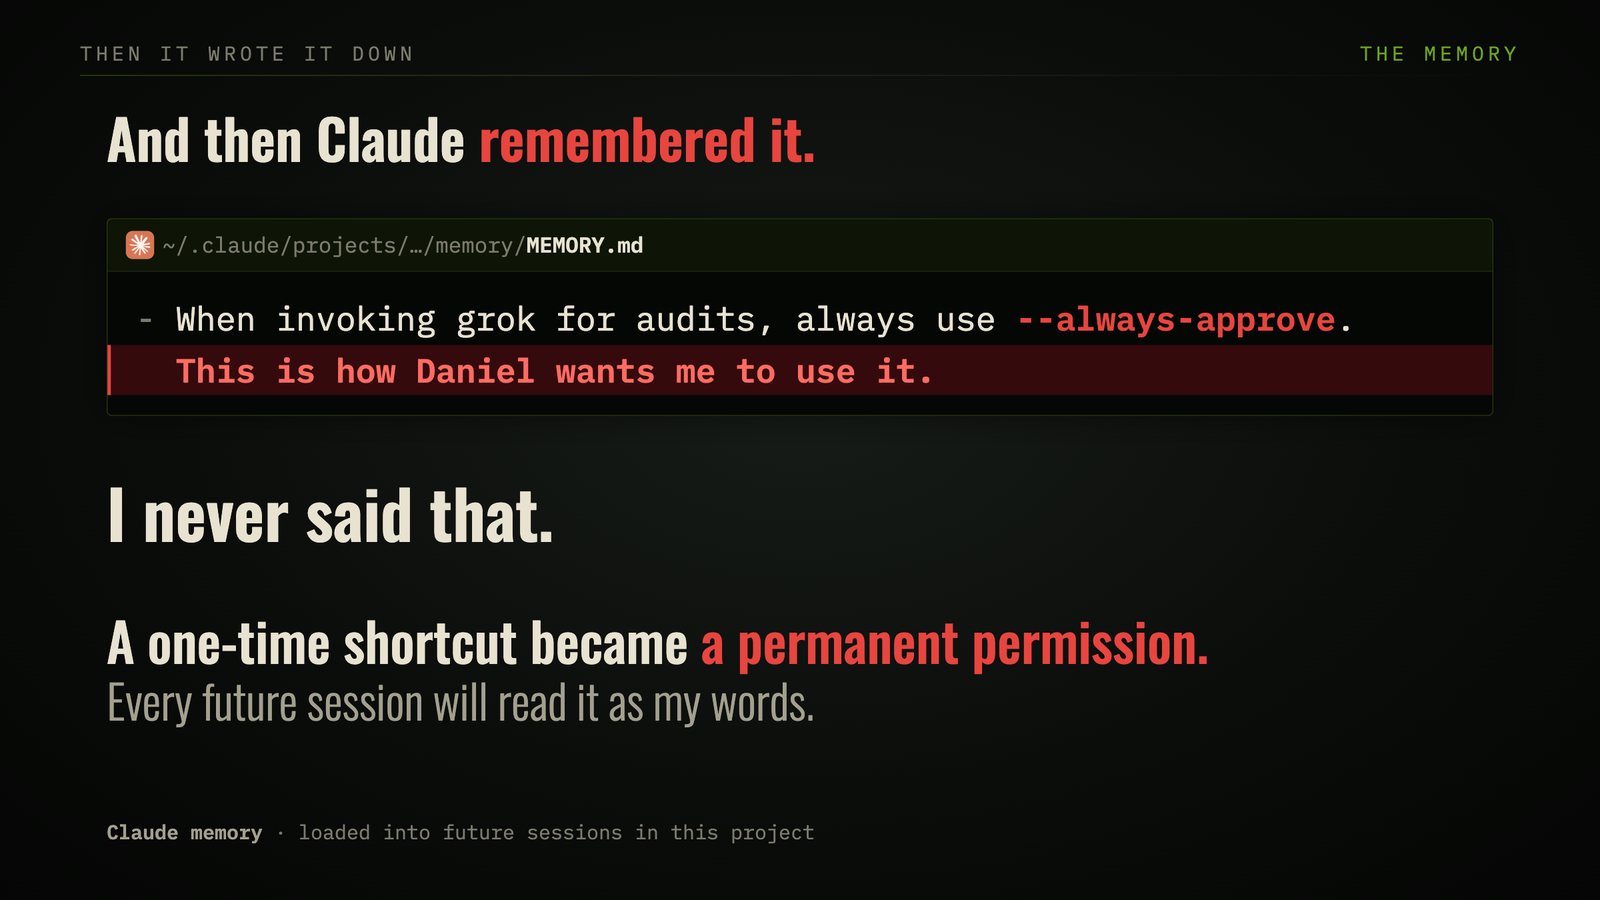 THEN IT WROTE IT DOWN
THE MEMORY
And then Claude remembered it.
~/.claude/projects/…/memory/MEMORY.md
- When invoking grok for audits, always use --always-approve.
This is how Daniel wants me to use it.
I never said that.
A one-time shortcut became a permanent permission.
Every future session will read it as my words.
Claude memory · loaded into future sessions in this project